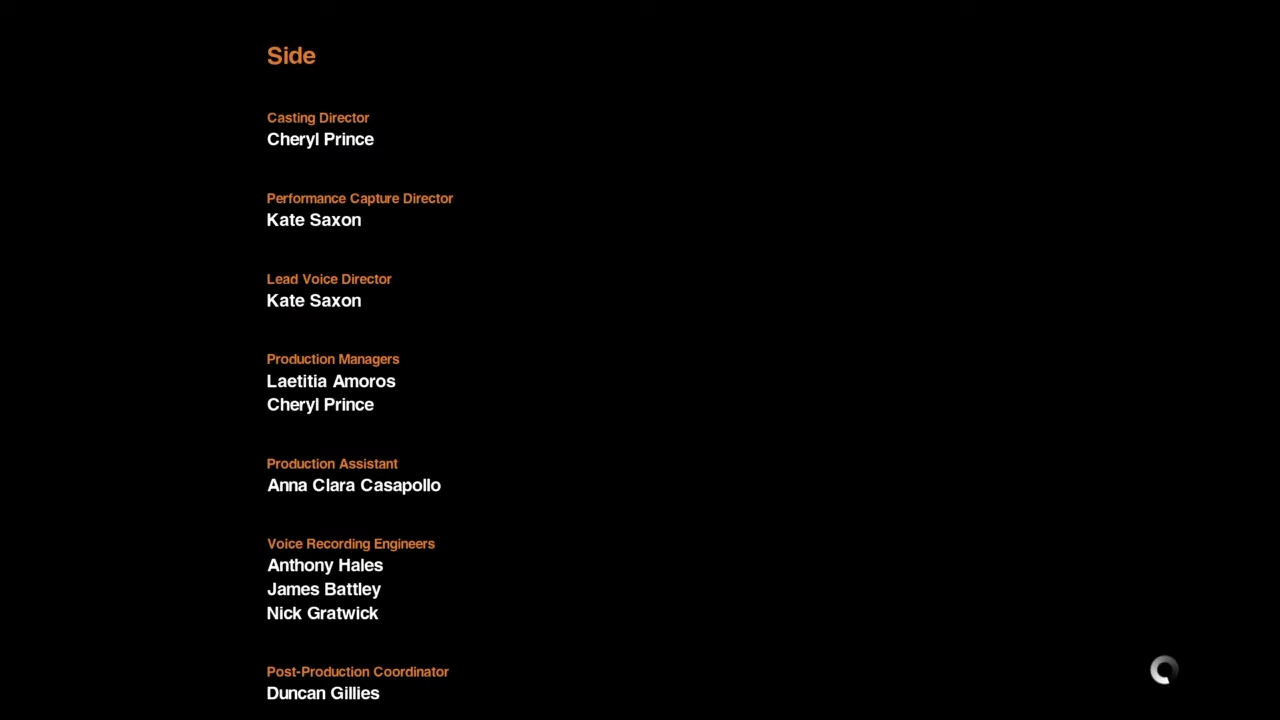 Side
Casting Director
Cheryl Prince
Performance Capture Director
Kate Saxon
Lead Voice Director
Kate Saxon
Production Managers
Laetitia Amoros
Cheryl Prince
Production Assistant
Anna Clara Casapollo
Voice Recording Engineers
Anthony Hales
James Battley
Nick Gratwick
Post-Production Coordinator
Duncan Gillies